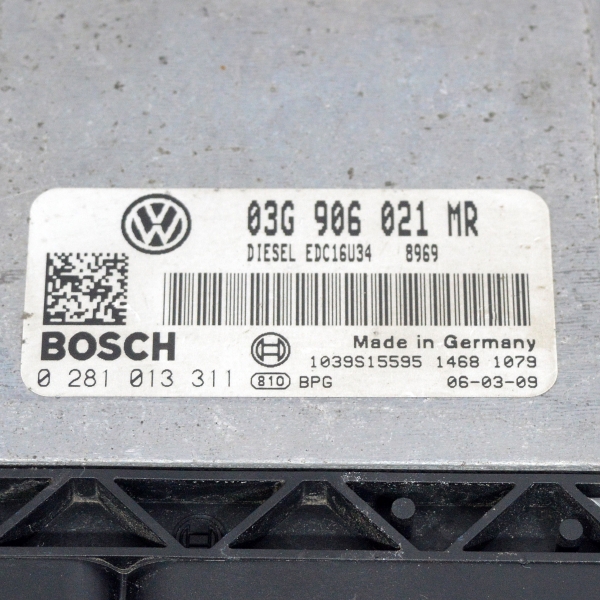 03G 906 021 MR
DIESEL EDC16U34 8969
BOSCH
Made in Germany
1039S15595 1468 1079
0 281 013 311 810 BPG 06-03-09